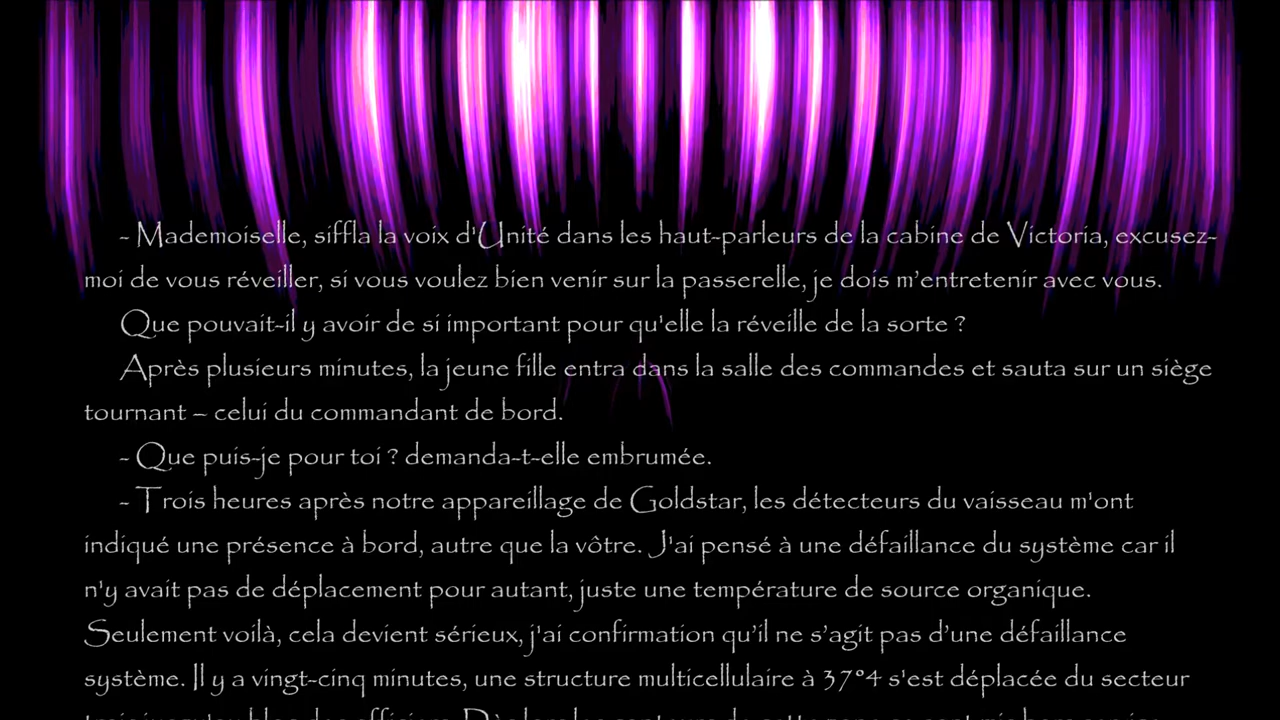 - Mademoiselle, siffla la voix d'Unité dans les haut-parleurs de la cabine de Victoria, excusez-
moi de vous réveiller, si vous voulez bien venir sur la passerelle, je dois m’entretenir avec vous.
Que pouvait-il y avoir de si important pour qu'elle la réveille de la sorte ?
Après plusieurs minutes, la jeune fille entra dans la salle des commandes et sauta sur un siège
tournant – celui du commandant de bord.
- Que puis-je pour toi ? demanda-t-elle embrumée.
- Trois heures après notre appareillage de Goldstar, les détecteurs du vaisseau m'ont
indiqué une présence à bord, autre que la vôtre. J'ai pensé à une défaillance du système car il
n'y avait pas de déplacement pour autant, juste une température de source organique.
Seulement voilà, cela devient sérieux, j'ai confirmation qu’il ne s’agit pas d’une défaillance
système. Il y a vingt-cinq minutes, une structure multicellulaire à 37°4 s'est déplacée du secteur